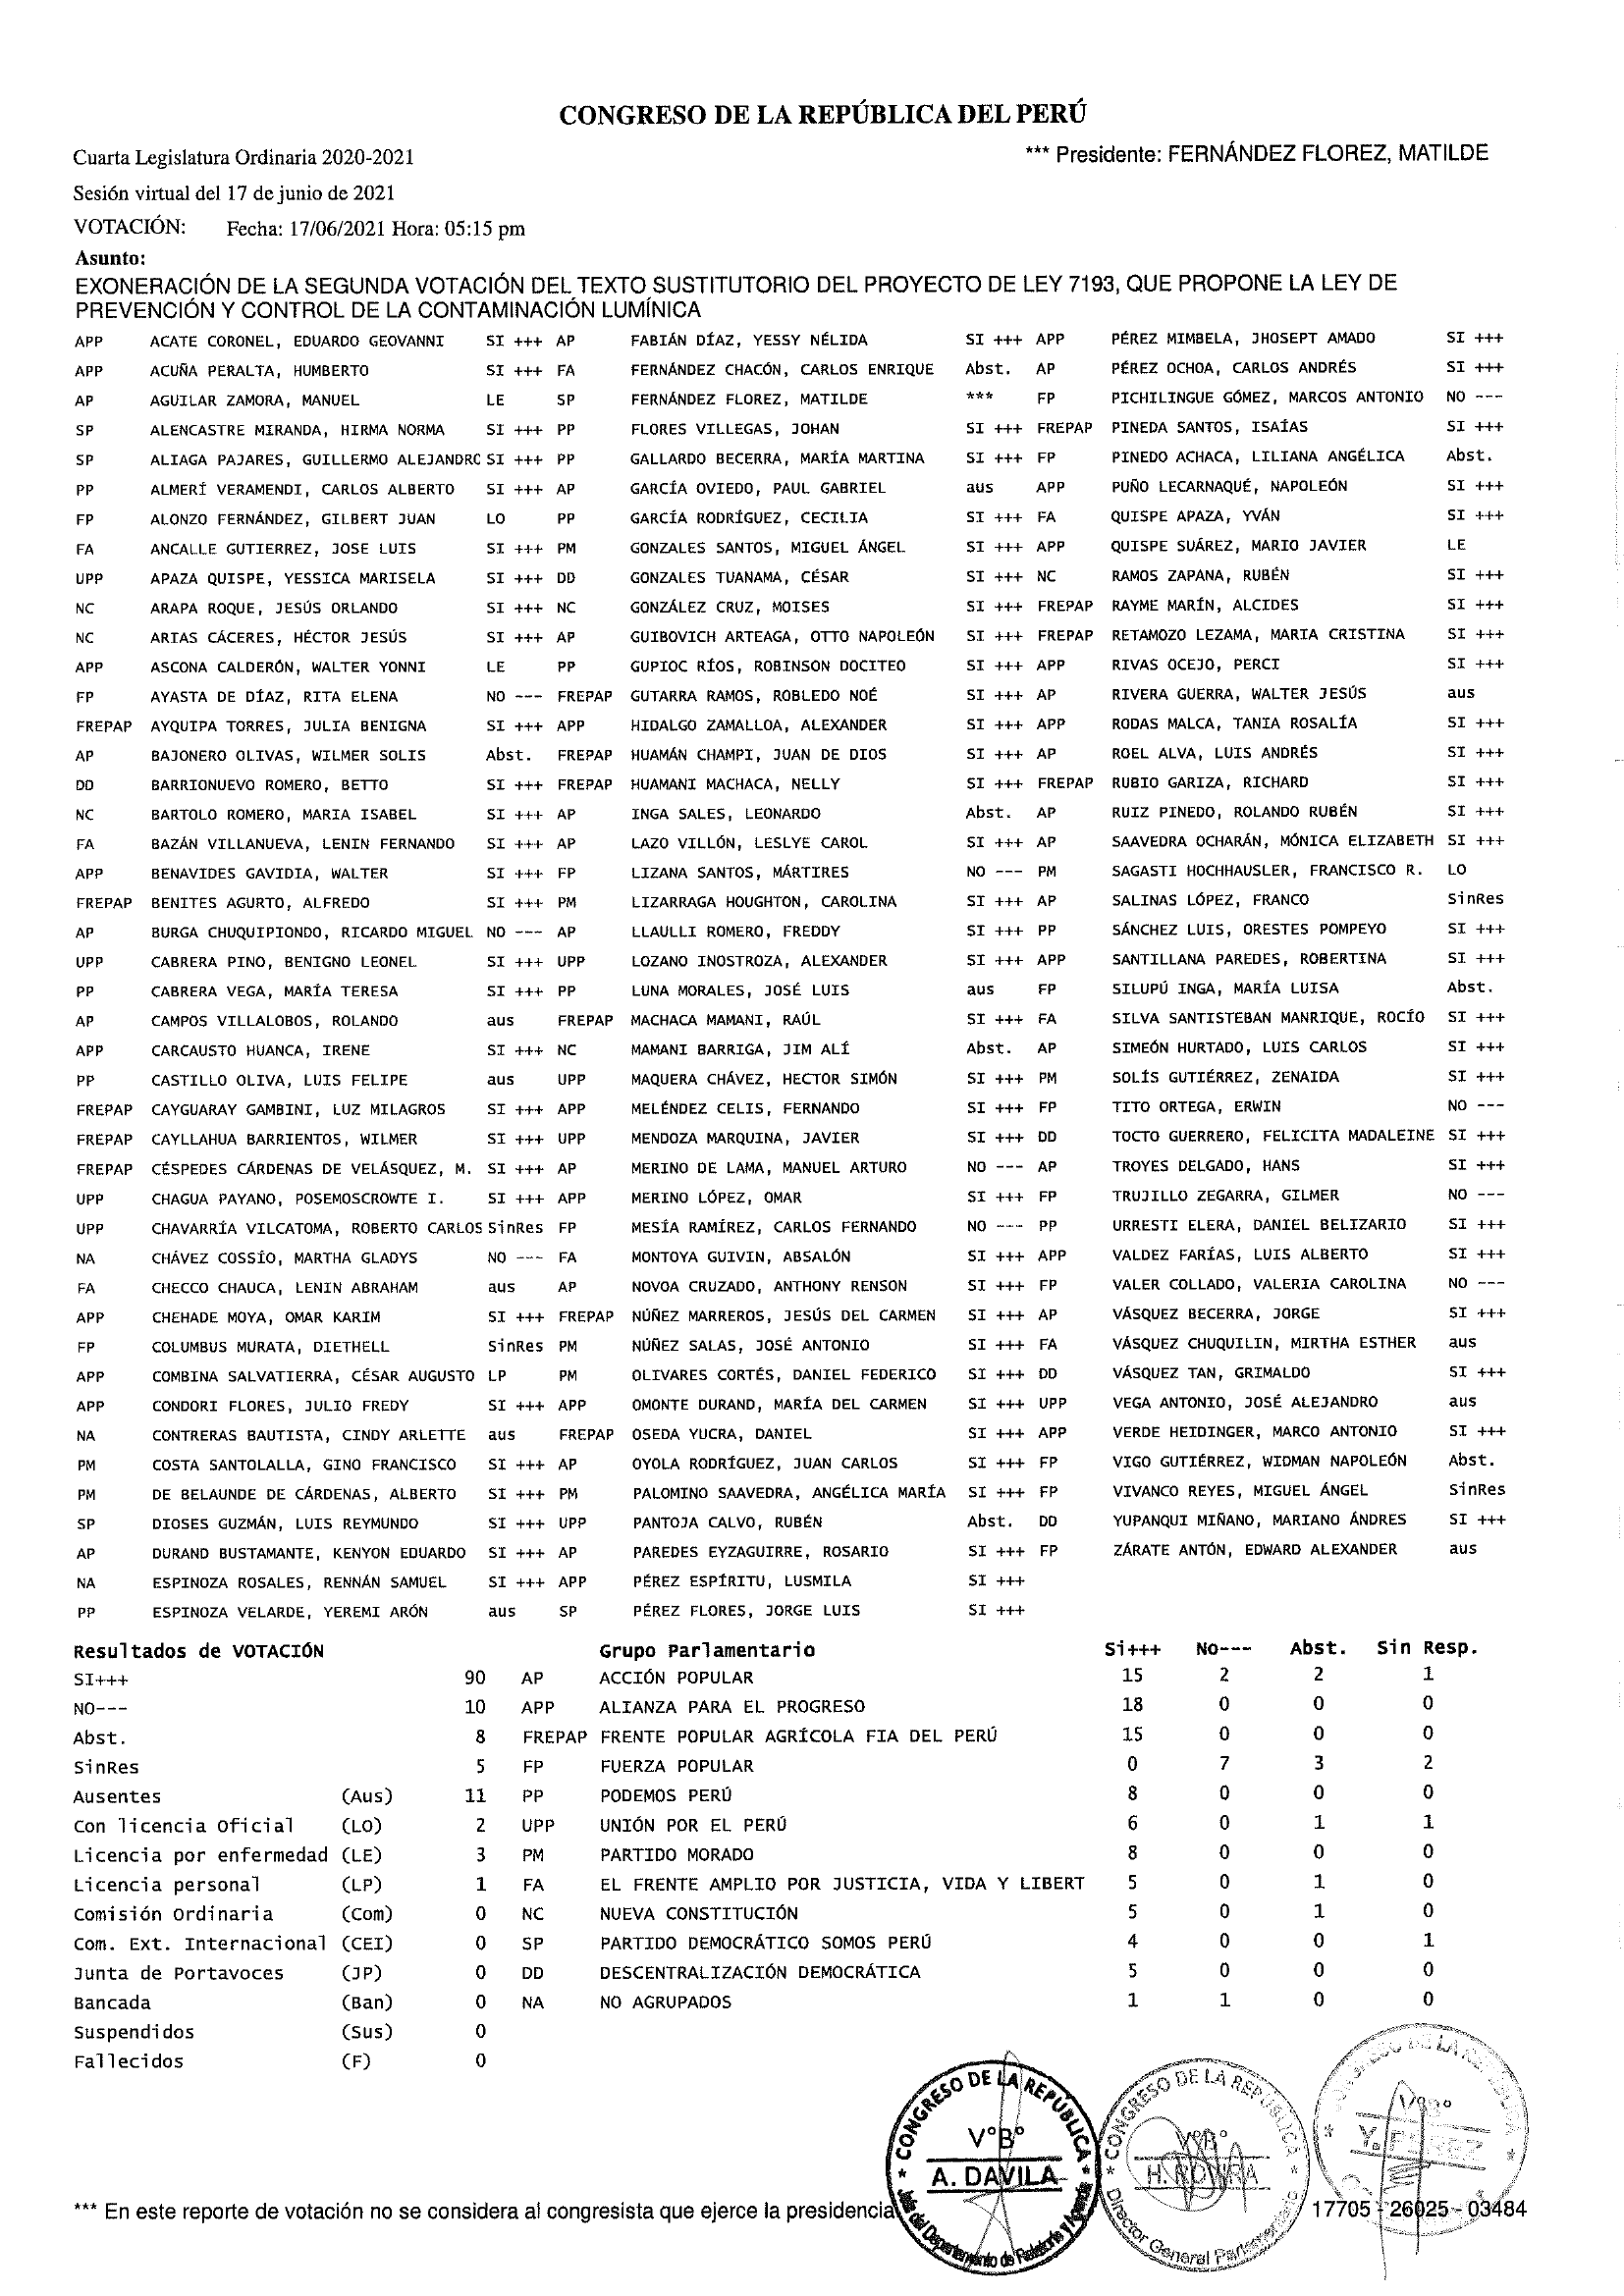 CONGRESO DE LA REPÚBLICA DEL PERÚ
Cuarta Legislatura Ordinaria 2020-2021 *** Presidente: FERNÁNDEZ FLOREZ, MATILDE
Sesión virtual del 17 de junio de 2021
VOTACIÓN: Fecha: 17/06/2021 Hora: 05:15 pm
Asunto:
EXONERACIÓN DE LA SEGUNDA VOTACIÓN DEL TEXTO SUSTITUTORIO DEL PROYECTO DE LEY 7193, QUE PROPONE LA LEY DE
PREVENCIÓN Y CONTROL DE LA CONTAMINACIÓN LUMÍNICA
APP ACATE CORONEL, EDUARDO GEOVANNI SI +++ AP FABIÁN DÍAZ, YESSY NÉLIDA SI +++ APP PÉREZ MIMBELA, JHOSEPT AMADO SI +++
APP ACUÑA PERALTA, HUMBERTO SI +++ FA FERNÁNDEZ CHACÓN, CARLOS ENRIQUE Abst. AP PÉREZ OCHOA, CARLOS ANDRÉS SI +++
AP AGUILAR ZAMORA, MANUEL LE SP FERNÁNDEZ FLOREZ, MATILDE *** FP PICHILINGUE GÓMEZ, MARCOS ANTONIO NO ---
SP ALENCASTRE MIRANDA, HIRMA NORMA SI +++ PP FLORES VILLEGAS, JOHAN SI +++ FREPAP PINEDA SANTOS, ISAÍAS SI +++
SP ALIAGA PAJARES, GUILLERMO ALEJANDRO SI +++ PP GALLARDO BECERRA, MARÍA MARTINA SI +++ FP PINEDO ACHACA, LILIANA ANGÉLICA Abst.
PP ALMERÍ VERAMENDI, CARLOS ALBERTO SI +++ AP GARCÍA OVIEDO, PAUL GABRIEL aus APP PUÑO LECARNAQUÉ, NAPOLEÓN SI +++
FP ALONZO FERNÁNDEZ, GILBERT JUAN LO PP GARCÍA RODRÍGUEZ, CECILIA SI +++ FA QUISPE APAZA, YVÁN SI +++
FA ANCALLE GUTIERREZ, JOSE LUIS SI +++ PM GONZALES SANTOS, MIGUEL ÁNGEL SI +++ APP QUISPE SUÁREZ, MARIO JAVIER LE
UPP APAZA QUISPE, YESSICA MARISELA SI +++ DD GONZALES TUANAMA, CÉSAR SI +++ NC RAMOS ZAPANA, RUBÉN SI +++
NC ARAPA ROQUE, JESÚS ORLANDO SI +++ NC GONZÁLEZ CRUZ, MOISES SI +++ FREPAP RAYME MARÍN, ALCIDES SI +++
NC ARIAS CÁCERES, HÉCTOR JESÚS SI +++ AP GUIBOVICH ARTEAGA, OTTO NAPOLEÓN SI +++ FREPAP RETAMOZO LEZAMA, MARIA CRISTINA SI +++
APP ASCONA CALDERÓN, WALTER YONNI LE PP GUPIOC RÍOS, ROBINSON DOCITEO SI +++ APP RIVAS OCEJO, PERCI SI +++
FP AYASTA DE DÍAZ, RITA ELENA NO --- FREPAP GUTARRA RAMOS, ROBLEDO NOÉ SI +++ AP RIVERA GUERRA, WALTER JESÚS aus
FREPAP AYQUIPA TORRES, JULIA BENIGNA SI +++ APP HIDALGO ZAMALLOA, ALEXANDER SI +++ APP RODAS MALCA, TANIA ROSALÍA SI +++
AP BAJONERO OLIVAS, WILMER SOLIS Abst. FREPAP HUAMÁN CHAMPI, JUAN DE DIOS SI +++ AP ROEL ALVA, LUIS ANDRÉS SI +++
DD BARRIONUEVO ROMERO, BETTO SI +++ FREPAP HUAMANI MACHACA, NELLY SI +++ FREPAP RUBIO GARIZA, RICHARD SI +++
NC BARTOLO ROMERO, MARIA ISABEL SI +++ AP INGA SALES, LEONARDO Abst. AP RUIZ PINEDO, ROLANDO RUBÉN SI +++
FA BAZÁN VILLANUEVA, LENIN FERNANDO SI +++ AP LAZO VILLÓN, LESLYE CAROL SI +++ AP SAAVEDRA OCHARÁN, MÓNICA ELIZABETH SI +++
APP BENAVIDES GAVIDIA, WALTER SI +++ FP LIZANA SANTOS, MÁRTIRES NO --- PM SAGASTI HOCHHAUSLER, FRANCISCO R. LO
FREPAP BENITES AGURTO, ALFREDO SI +++ PM LIZARRAGA HOUGHTON, CAROLINA SI +++ AP SALINAS LÓPEZ, FRANCO SinRes
AP BURGA CHUQUIPIONDO, RICARDO MIGUEL NO --- AP LLAULLI ROMERO, FREDDY SI +++ PP SÁNCHEZ LUIS, ORESTES POMPEYO SI +++
UPP CABRERA PINO, BENIGNO LEONEL SI +++ UPP LOZANO INOSTROZA, ALEXANDER SI +++ APP SANTILLANA PAREDES, ROBERTINA SI +++
PP CABRERA VEGA, MARÍA TERESA SI +++ PP LUNA MORALES, JOSÉ LUIS aus FP SILUPÚ INGA, MARÍA LUISA Abst.
AP CAMPOS VILLALOBOS, ROLANDO aus FREPAP MACHACA MAMANI, RAÚL SI +++ FA SILVA SANTISTEBAN MANRIQUE, ROCÍO SI +++
APP CARCAUSTO HUANCA, IRENE SI +++ NC MAMANI BARRIGA, JIM ALÍ Abst. AP SIMEÓN HURTADO, LUIS CARLOS SI +++
PP CASTILLO OLIVA, LUIS FELIPE aus UPP MAQUERA CHÁVEZ, HECTOR SIMÓN SI +++ PM SOLÍS GUTIÉRREZ, ZENAIDA SI +++
FREPAP CAYGUARAY GAMBINI, LUZ MILAGROS SI +++ APP MELÉNDEZ CELIS, FERNANDO SI +++ FP TITO ORTEGA, ERWIN NO ---
FREPAP CAYLLAHUA BARRIENTOS, WILMER SI +++ UPP MENDOZA MARQUINA, JAVIER SI +++ DD TOCTO GUERRERO, FELICITA MADALEINE SI +++
FREPAP CÉSPEDES CÁRDENAS DE VELÁSQUEZ, M. SI +++ AP MERINO DE LAMA, MANUEL ARTURO NO --- AP TROYES DELGADO, HANS SI +++
UPP CHAGUA PAYANO, POSEMOSCROWTE I. SI +++ APP MERINO LÓPEZ, OMAR SI +++ FP TRUJILLO ZEGARRA, GILMER NO ---
UPP CHAVARRÍA VILCATOMA, ROBERTO CARLOS SinRes FP MESÍA RAMÍREZ, CARLOS FERNANDO NO --- PP URRESTI ELERA, DANIEL BELIZARIO SI +++
NA CHÁVEZ COSSÍO, MARTHA GLADYS NO --- FA MONTOYA GUIVIN, ABSALÓN SI +++ APP VALDEZ FARÍAS, LUIS ALBERTO SI +++
FA CHECCO CHAUCA, LENIN ABRAHAM aus AP NOVOA CRUZADO, ANTHONY RENSON SI +++ FP VALER COLLADO, VALERIA CAROLINA NO ---
APP CHEHADE MOYA, OMAR KARIM SI +++ FREPAP NÚÑEZ MARREROS, JESÚS DEL CARMEN SI +++ AP VÁSQUEZ BECERRA, JORGE SI +++
FP COLUMBUS MURATA, DIETHELL SinRes PM NÚÑEZ SALAS, JOSÉ ANTONIO SI +++ FA VÁSQUEZ CHUQUILIN, MIRTHA ESTHER aus
APP COMBINA SALVATIERRA, CÉSAR AUGUSTO LP PM OLIVARES CORTÉS, DANIEL FEDERICO SI +++ DD VÁSQUEZ TAN, GRIMALDO SI +++
APP CONDORI FLORES, JULIO FREDY SI +++ APP OMONTE DURAND, MARÍA DEL CARMEN SI +++ UPP VEGA ANTONIO, JOSÉ ALEJANDRO aus
NA CONTRERAS BAUTISTA, CINDY ARLETTE aus FREPAP OSEDA YUCRA, DANIEL SI +++ APP VERDE HEIDINGER, MARCO ANTONIO SI +++
PM COSTA SANTOLALLA, GINO FRANCISCO SI +++ AP OYOLA RODRÍGUEZ, JUAN CARLOS SI +++ FP VIGO GUTIÉRREZ, WIDMAN NAPOLEÓN Abst.
PM DE BELAUNDE DE CÁRDENAS, ALBERTO SI +++ PM PALOMINO SAAVEDRA, ANGÉLICA MARÍA SI +++ FP VIVANCO REYES, MIGUEL ÁNGEL SinRes
SP DIOSES GUZMÁN, LUIS REYMUNDO SI +++ UPP PANTOJA CALVO, RUBÉN Abst. DD YUPANQUI MIÑANO, MARIANO ÁNDRES SI +++
AP DURAND BUSTAMANTE, KENYON EDUARDO SI +++ AP PAREDES EYZAGUIRRE, ROSARIO SI +++ FP ZÁRATE ANTÓN, EDWARD ALEXANDER aus
NA ESPINOZA ROSALES, RENNÁN SAMUEL SI +++ APP PÉREZ ESPÍRITU, LUSMILA SI +++
PP ESPINOZA VELARDE, YEREMI ARÓN aus SP PÉREZ FLORES, JORGE LUIS SI +++
Resultados de VOTACIÓN Grupo Parlamentario Si+++ No--- Abst. Sin Resp.
SI+++ 90 AP ACCIÓN POPULAR 15 2 2 1
NO--- 10 APP ALIANZA PARA EL PROGRESO 18 0 0 0
Abst. 8 FREPAP FRENTE POPULAR AGRÍCOLA FIA DEL PERÚ 15 0 0 0
SinRes 5 FP FUERZA POPULAR 0 7 3 2
Ausentes (Aus) 11 PP PODEMOS PERÚ 8 0 0 0
Con licencia Oficial (LO) 2 UPP UNIÓN POR EL PERÚ 6 0 1 1
Licencia por enfermedad (LE) 3 PM PARTIDO MORADO 8 0 0 0
Licencia personal (LP) 1 FA EL FRENTE AMPLIO POR JUSTICIA, VIDA Y LIBERT 5 0 1 0
Comisión Ordinaria (Com) 0 NC NUEVA CONSTITUCIÓN 5 0 1 0
Com. Ext. Internacional (CEI) 0 SP PARTIDO DEMOCRÁTICO SOMOS PERÚ 4 0 0 1
Junta de Portavoces (JP) 0 DD DESCENTRALIZACIÓN DEMOCRÁTICA 5 0 0 0
Bancada (Ban) 0 NA NO AGRUPADOS 1 1 0 0
Suspendidos (Sus) 0
Fallecidos (F) 0
CONGRESO DE LA REPÚBLICA
V°B°
A. DAVILA
Jefe del Departamento de Relatoría y Agenda
CONGRESO DE LA REPÚBLICA
V°B°
H. ROVIRA
Director General Parlamentario
V°B°
Y. PEREZ
*** En este reporte de votación no se considera al congresista que ejerce la presidencia 17705 - 26025 - 03484